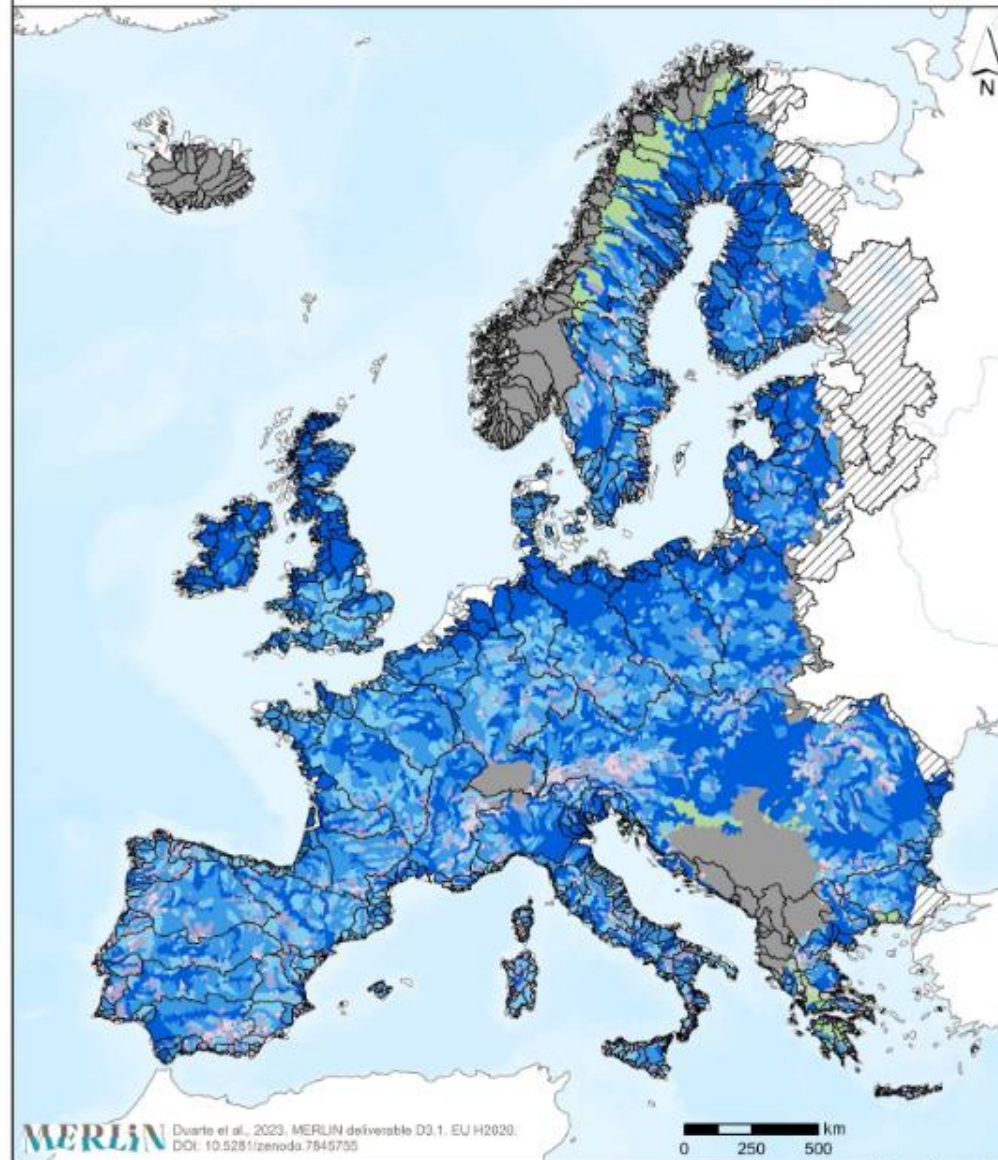 N
MERLIN Duarte et al., 2023. MERLIN deliverable D3.1. EU H2020.
DOI: 10.5281/zenodo.7845755
km
0 250 500